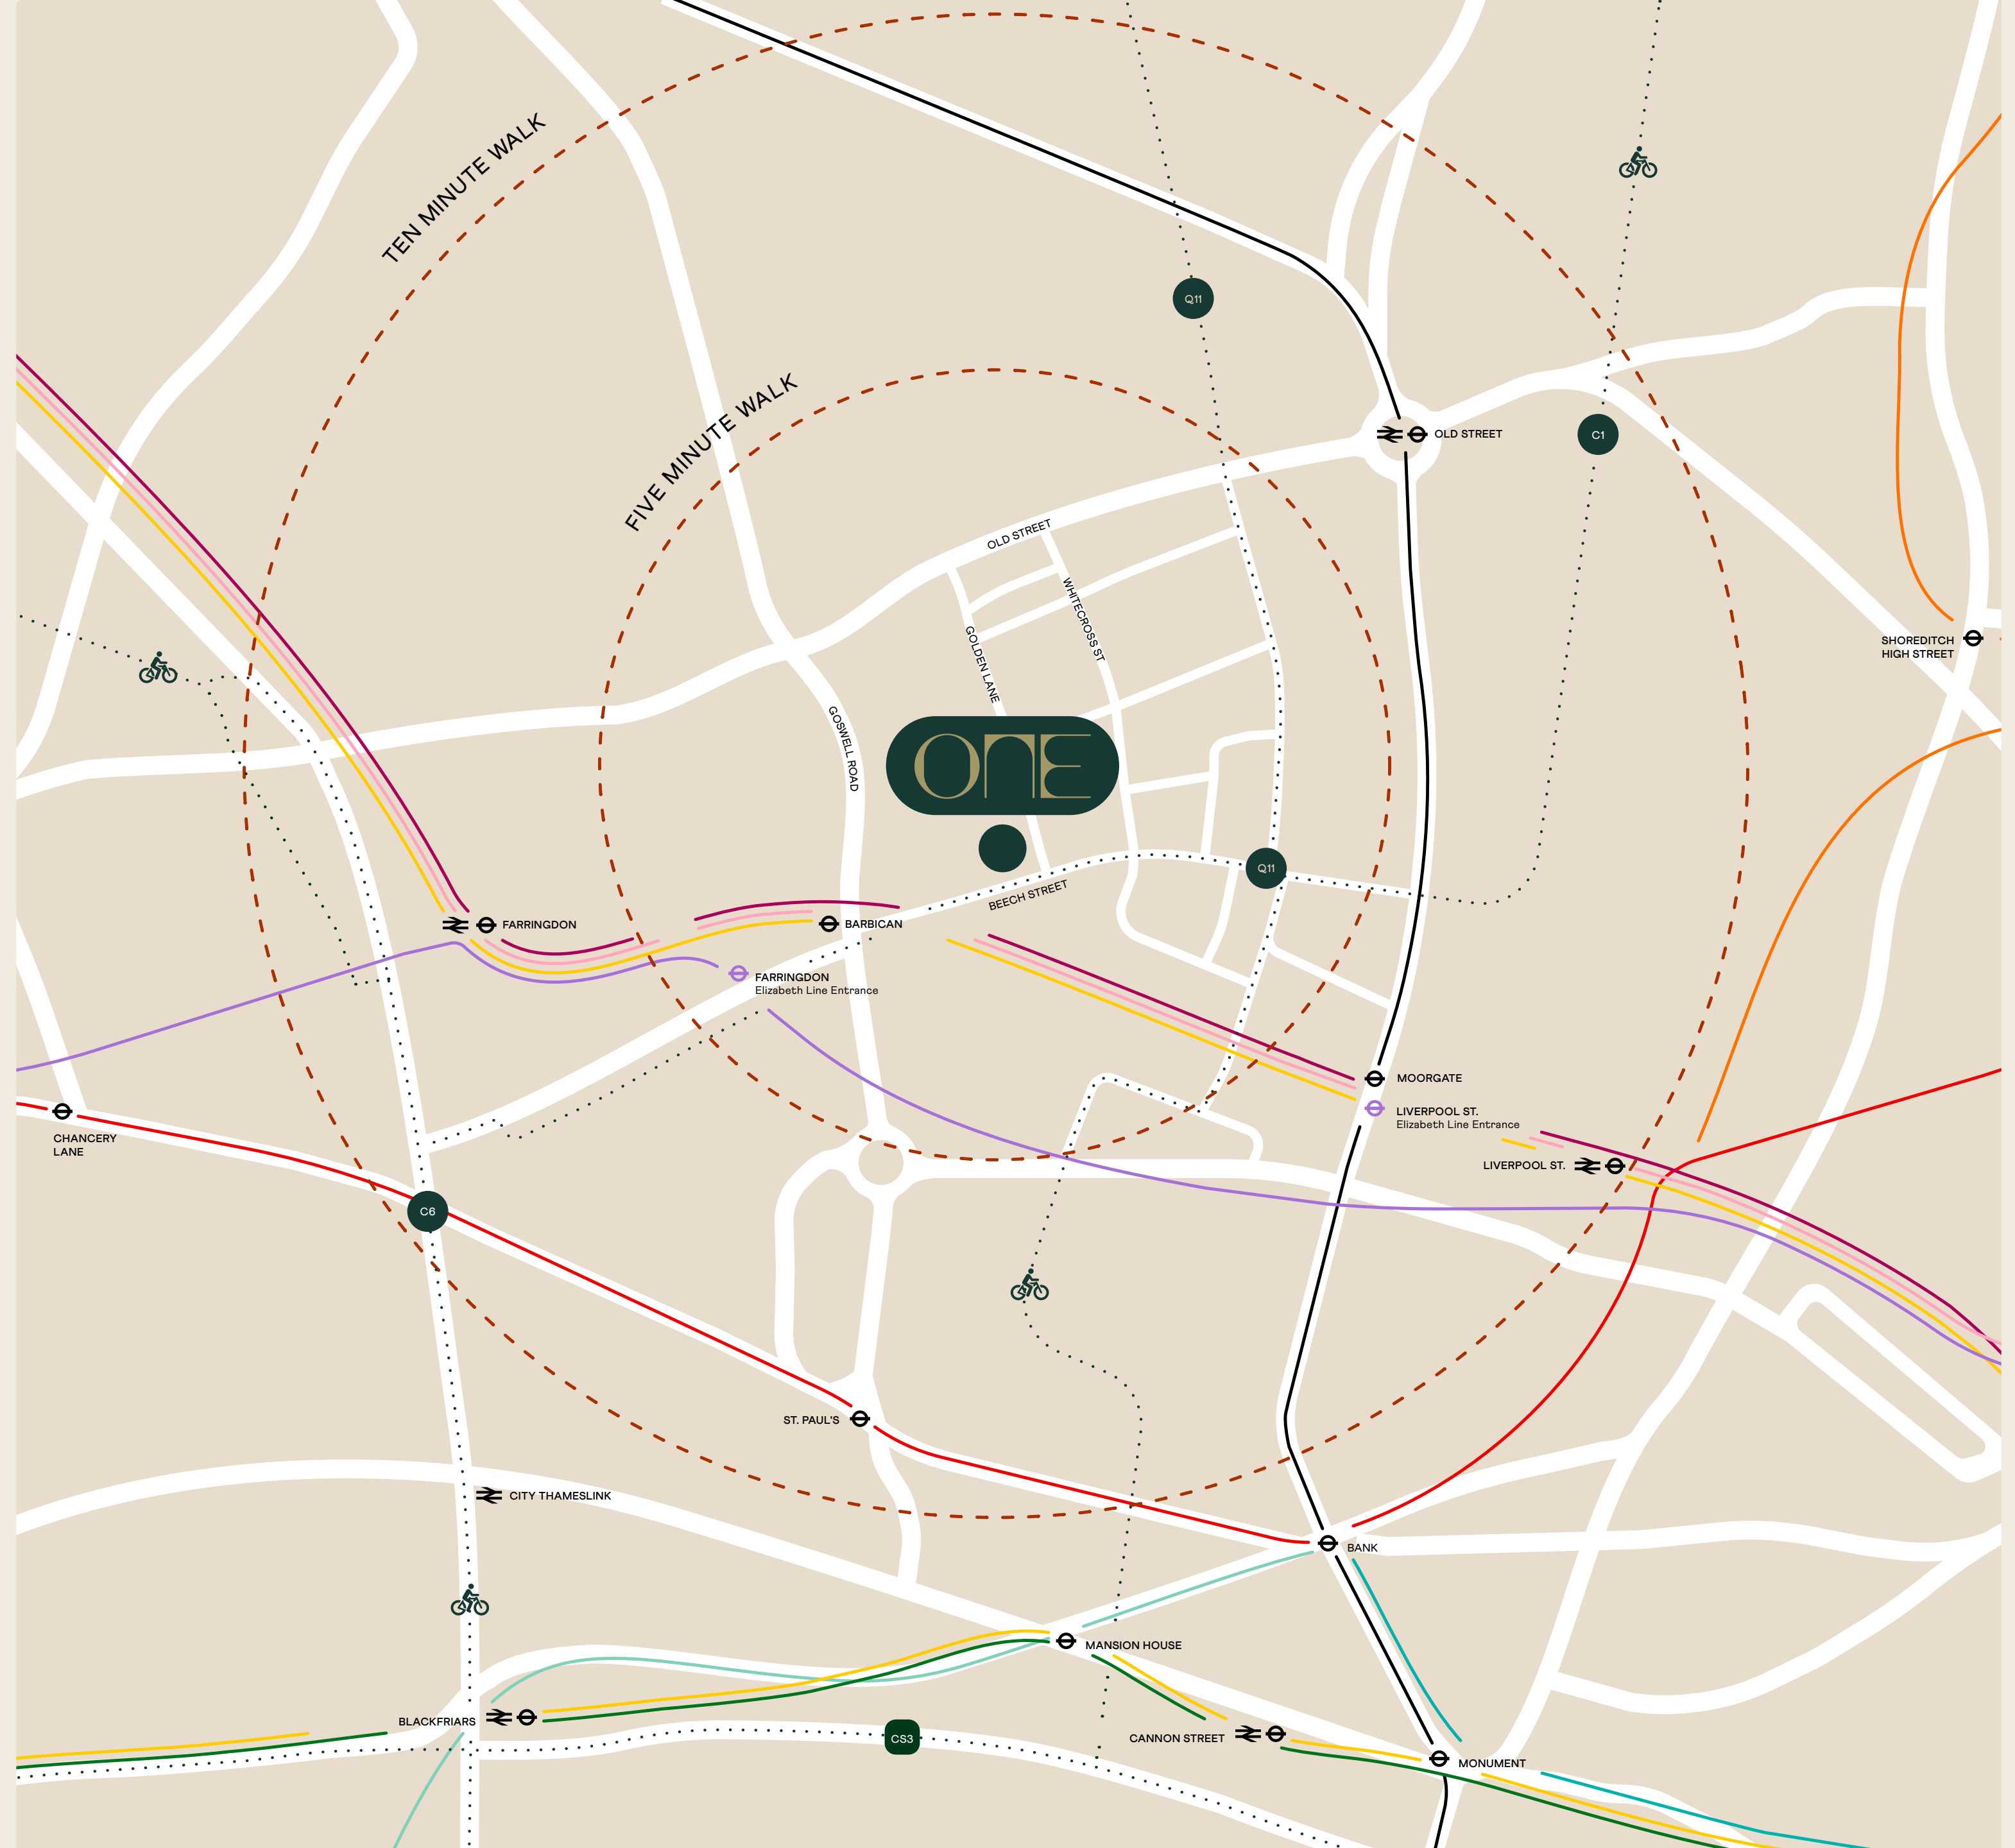 TEN MINUTE WALK
Q11
FIVE MINUTE WALK
OLD STREET
C1
OLD STREET
WHITECROSS ST
GOLDEN LANE
SHOREDITCH
HIGH STREET
GOSWELL ROAD
ONE
Q11
BEECH STREET
FARRINGDON
BARBICAN
FARRINGDON
Elizabeth Line Entrance
MOORGATE
LIVERPOOL ST.
Elizabeth Line Entrance
CHANCERY
LANE
LIVERPOOL ST.
C6
ST. PAUL'S
CITY THAMESLINK
BANK
MANSION HOUSE
BLACKFRIARS
CS3
CANNON STREET
MONUMENT